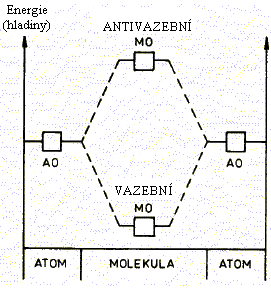 Energie
(hladiny)
ANTIVAZEBNÍ
MO
AO
AO
VAZEBNÍ
MO
ATOM MOLEKULA ATOM